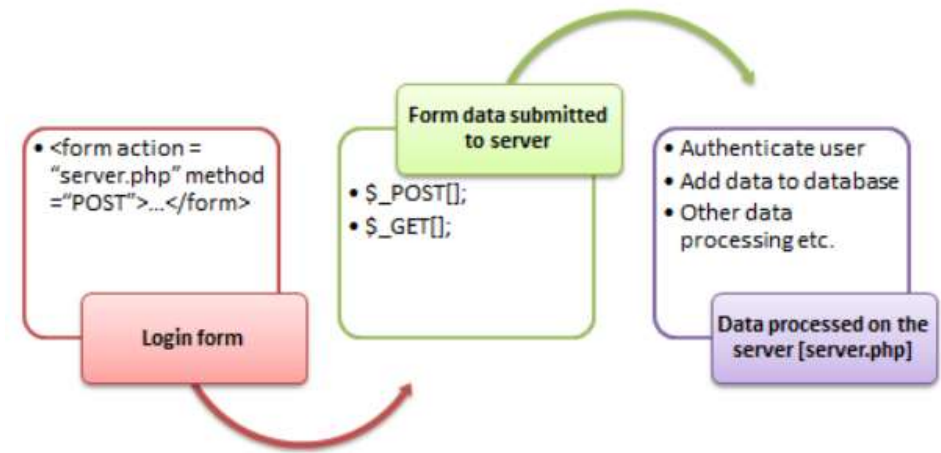 • <form action =
“server.php” method
=“POST”>...</form>
Login form
Form data submitted
to server
• $_POST[];
• $_GET[];
• Authenticate user
• Add data to database
• Other data
processing etc.
Data processed on the
server [server.php]